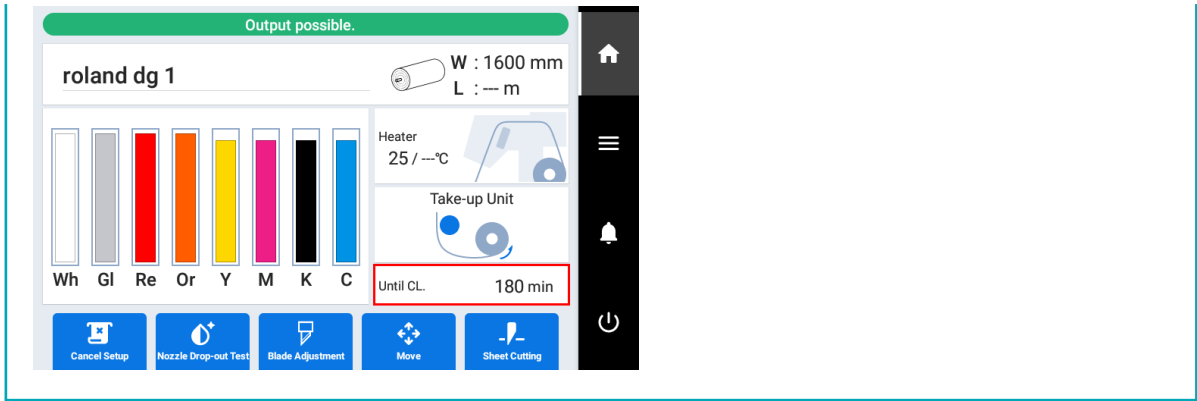 Output possible.
roland dg 1
W : 1600 mm
L : --- m
Heater
25 / ---℃
Take-up Unit
Wh Gl Re Or Y M K C
Until CL. 180 min
Cancel Setup
Nozzle Drop-out Test
Blade Adjustment
Move
Sheet Cutting